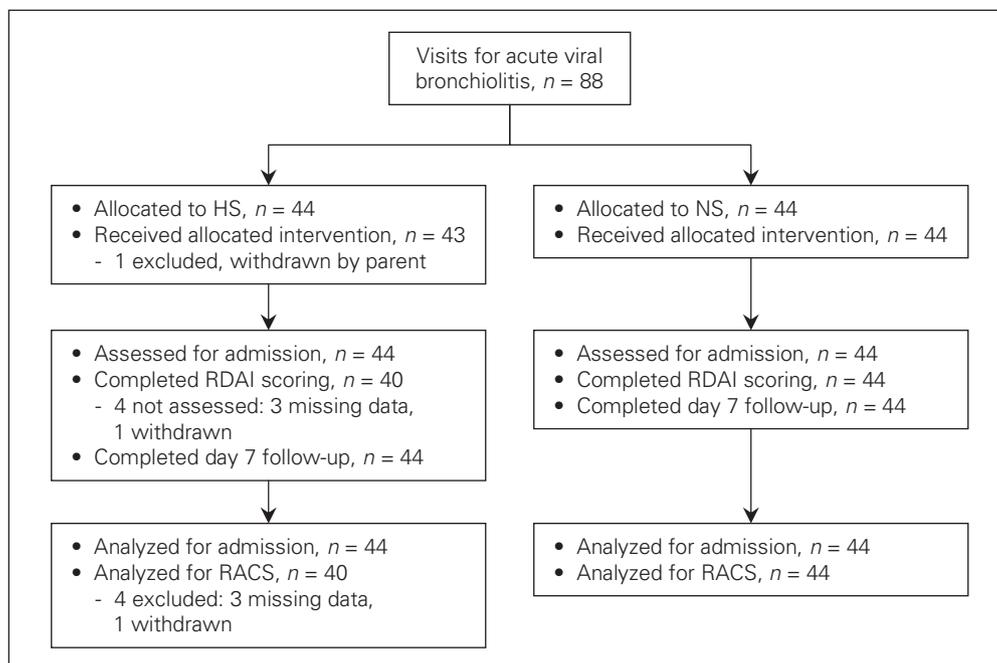 Visits for acute viral
bronchiolitis, n = 88
• Allocated to HS, n = 44
• Received allocated intervention, n = 43
- 1 excluded, withdrawn by parent
• Allocated to NS, n = 44
• Received allocated intervention, n = 44
• Assessed for admission, n = 44
• Completed RDAI scoring, n = 40
- 4 not assessed: 3 missing data,
1 withdrawn
• Completed day 7 follow-up, n = 44
• Assessed for admission, n = 44
• Completed RDAI scoring, n = 44
• Completed day 7 follow-up, n = 44
• Analyzed for admission, n = 44
• Analyzed for RACS, n = 40
- 4 excluded: 3 missing data,
1 withdrawn
• Analyzed for admission, n = 44
• Analyzed for RACS, n = 44